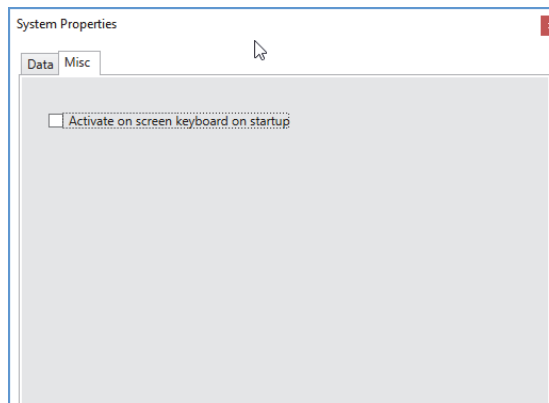 System Properties
Data Misc
Activate on screen keyboard on startup